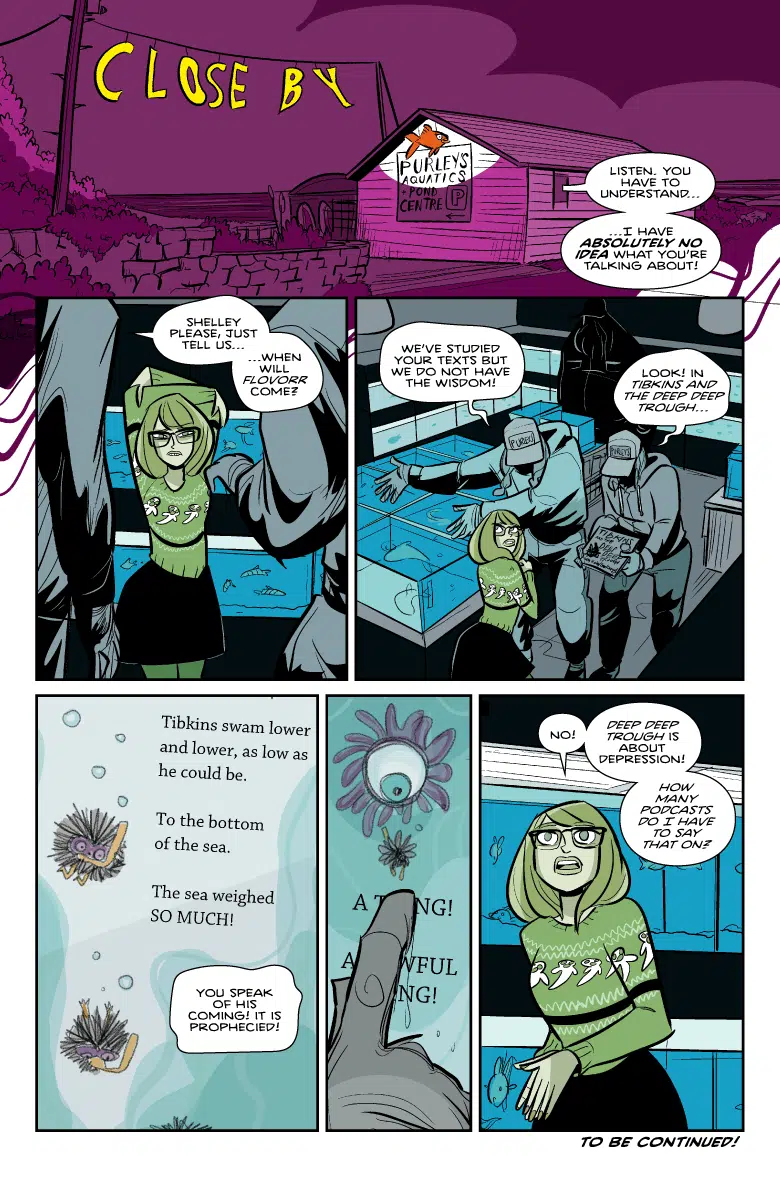 CLOSE BY
PURLEY'S
AQUATICS
+ POND
CENTRE
P
LISTEN. YOU
HAVE TO
UNDERSTAND...
...I HAVE
ABSOLUTELY NO
IDEA WHAT YOU'RE
TALKING ABOUT!
SHELLEY
PLEASE, JUST
TELL US...
...WHEN
WILL
FLOVORR
COME?
WE'VE STUDIED
YOUR TEXTS BUT
WE DO NOT HAVE
THE WISDOM!
LOOK! IN
TIBKINS AND
THE DEEP DEEP
TROUGH...
PURLEY
PURLEY
TIBKINS
DEEP
Tibkins swam lower
and lower, as low as
he could be.
To the bottom
of the sea.
The sea weighed
SO MUCH!
YOU SPEAK
OF HIS
COMING! IT IS
PROPHECIED!
A T NG!
A WFUL
NG!
NO!
DEEP DEEP
TROUGH IS
ABOUT
DEPRESSION!
HOW
MANY
PODCASTS
DO I HAVE
TO SAY
THAT ON?
TO BE CONTINUED!